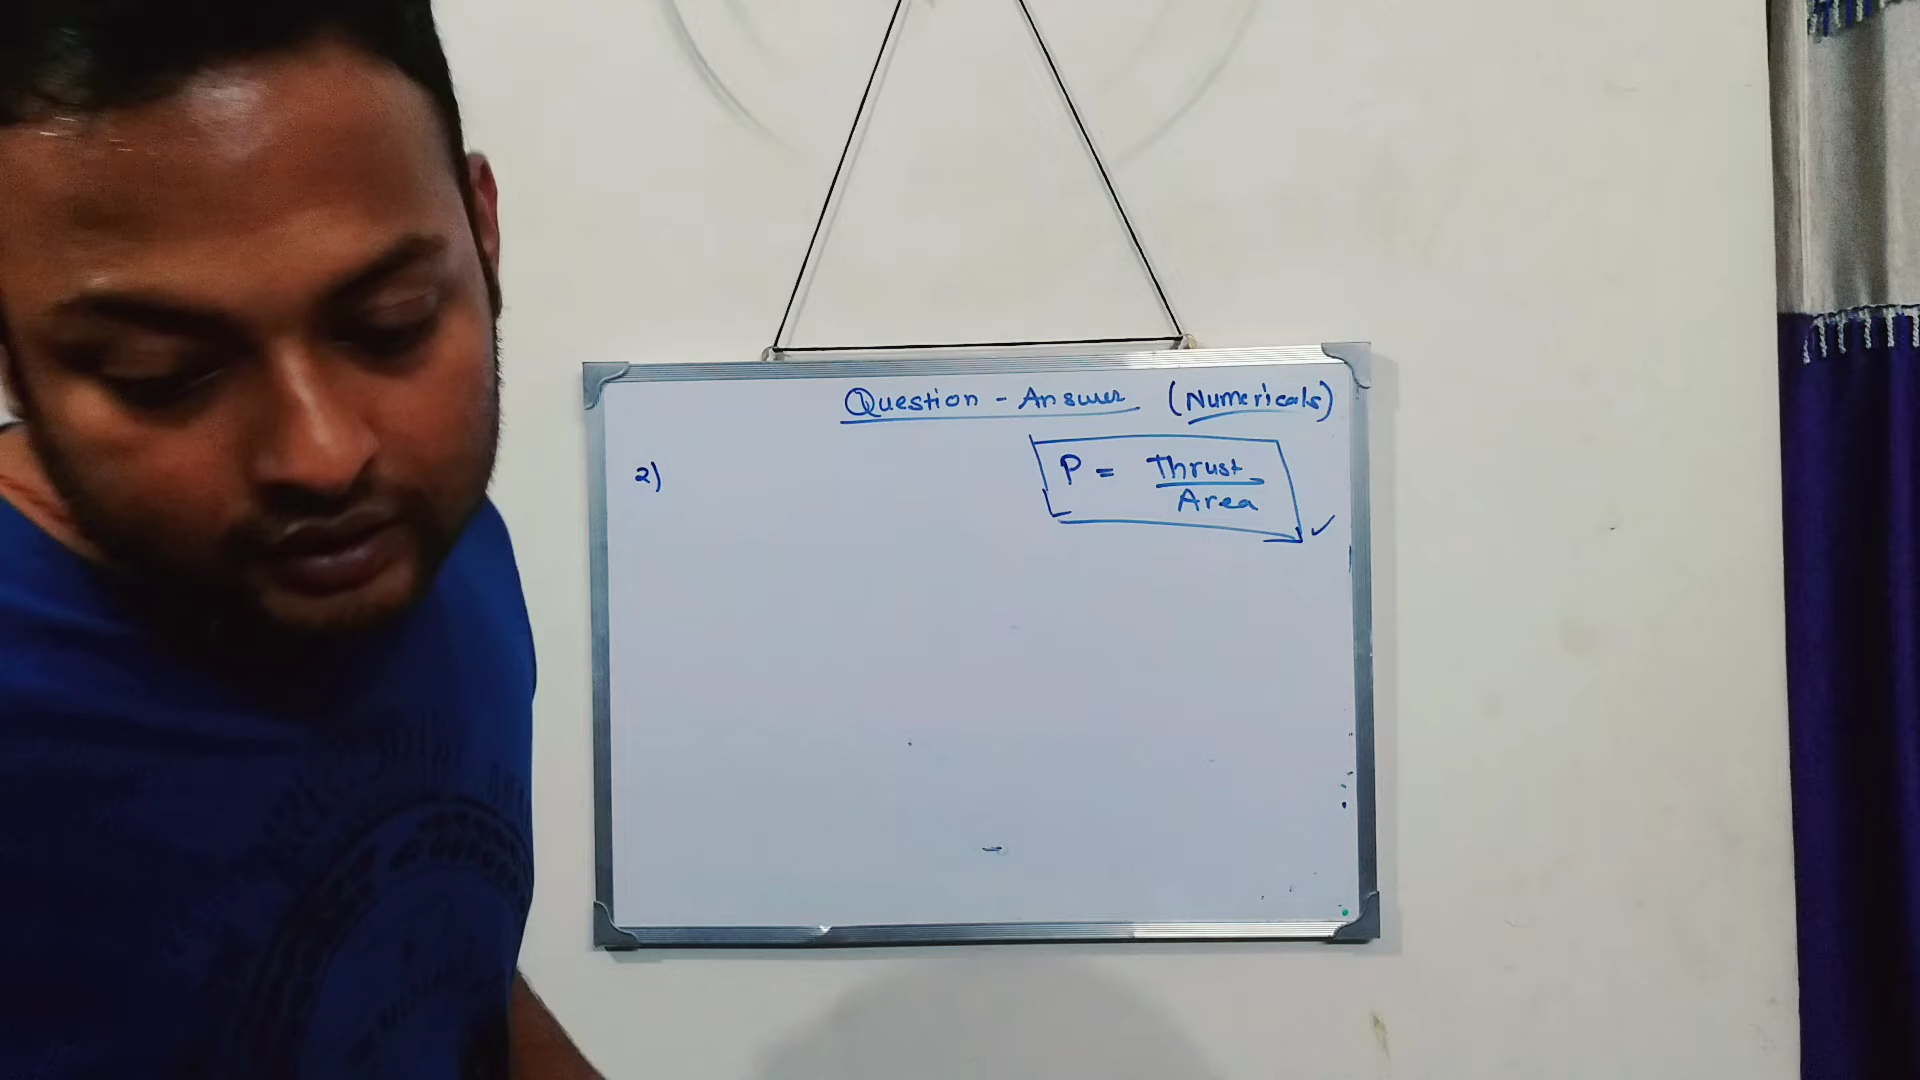 Question - Answer (Numericals)
2)
P = Thrust
Area